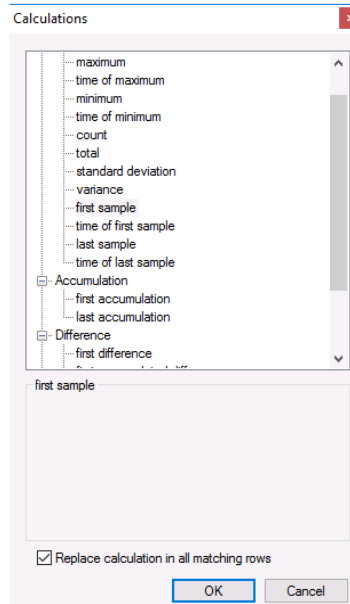 Calculations
maximum
time of maximum
minimum
time of minimum
count
total
standard deviation
variance
first sample
time of first sample
last sample
time of last sample
Accumulation
first accumulation
last accumulation
Difference
first difference
first sample
Replace calculation in all matching rows
OK Cancel